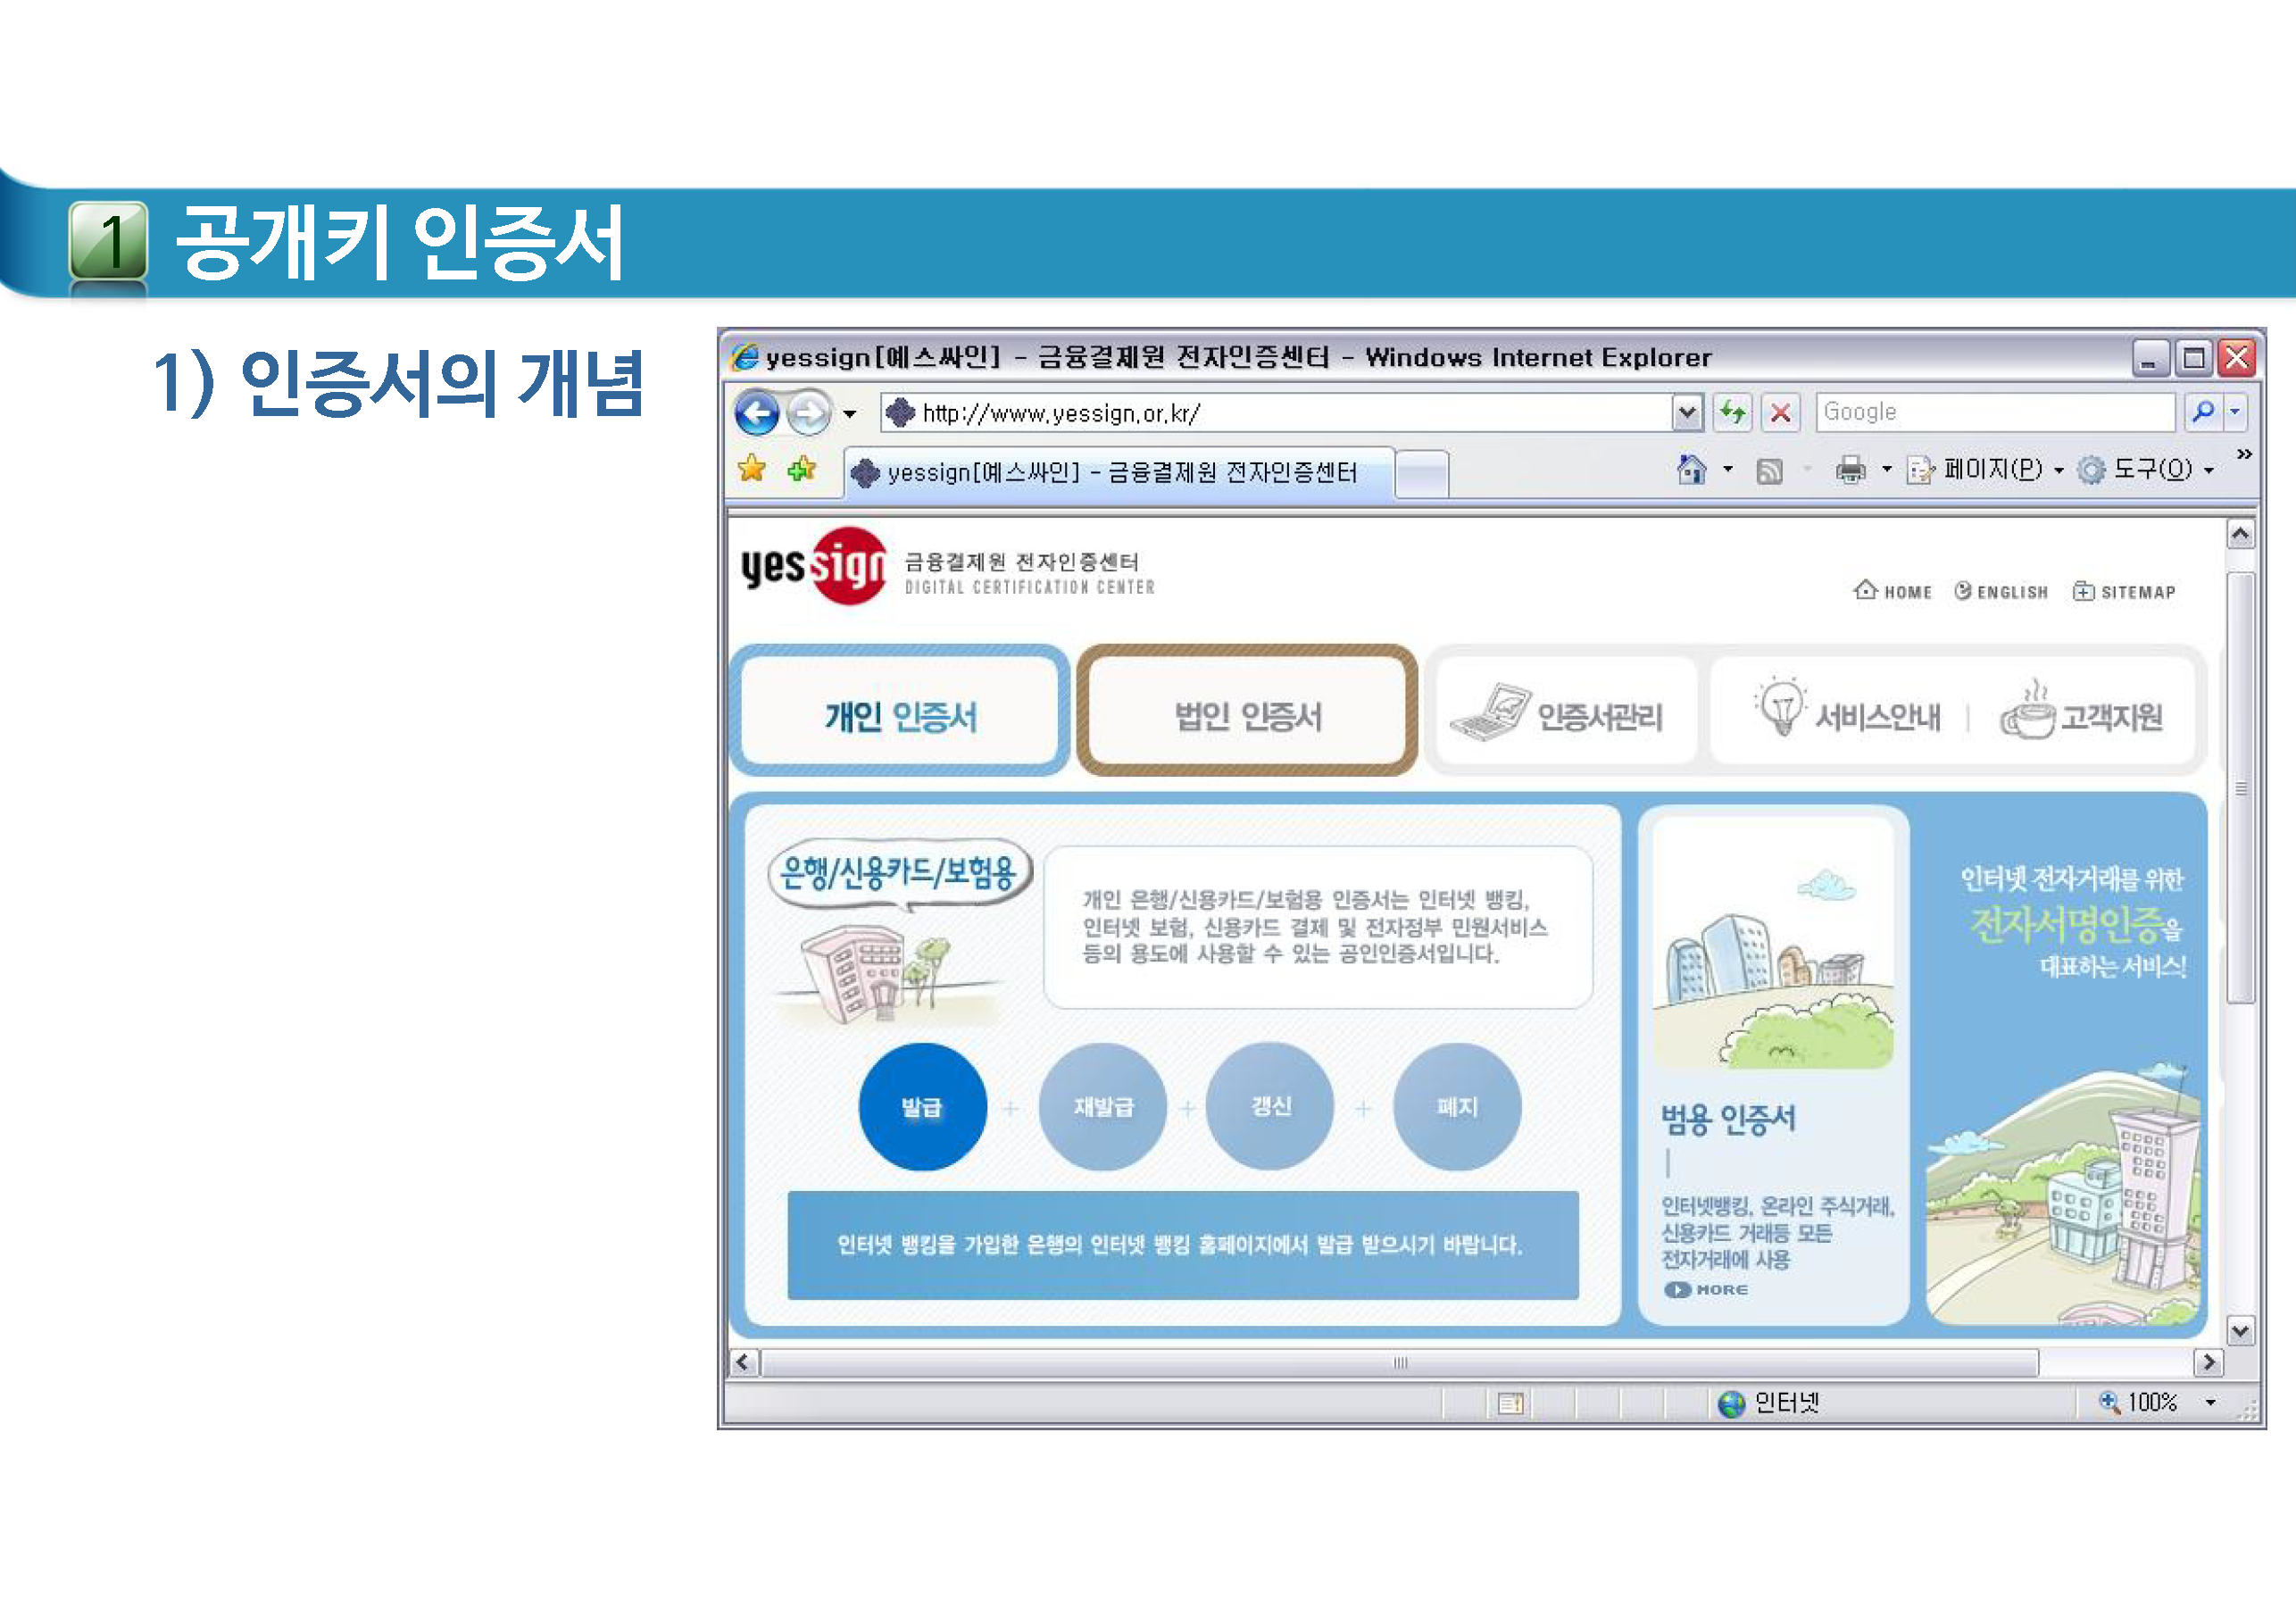 1 공개키 인증서
1) 인증서의 개념
yessign[예스싸인] - 금융결제원 전자인증센터 - Windows Internet Explorer
http://www.yessign.or.kr/
Google
yessign[예스싸인] - 금융결제원 전자인증센터
페이지(P)
도구(O)
»
yessign 금융결제원 전자인증센터
DIGITAL CERTIFICATION CENTER
HOME ENGLISH SITEMAP
개인 인증서
법인 인증서
인증서관리
서비스안내 | 고객지원
은행/신용카드/보험용
개인 은행/신용카드/보험용 인증서는 인터넷 뱅킹,
인터넷 보험, 신용카드 결제 및 전자정부 민원서비스
등의 용도에 사용할 수 있는 공인인증서입니다.
발급 + 재발급 + 갱신 + 폐지
인터넷 뱅킹을 가입한 은행의 인터넷 뱅킹 홈페이지에서 발급 받으시기 바랍니다.
범용 인증서
인터넷뱅킹, 온라인 주식거래,
신용카드 거래등 모든
전자거래에 사용
MORE
인터넷 전자거래를 위한
전자서명인증을
대표하는 서비스!
인터넷
100%